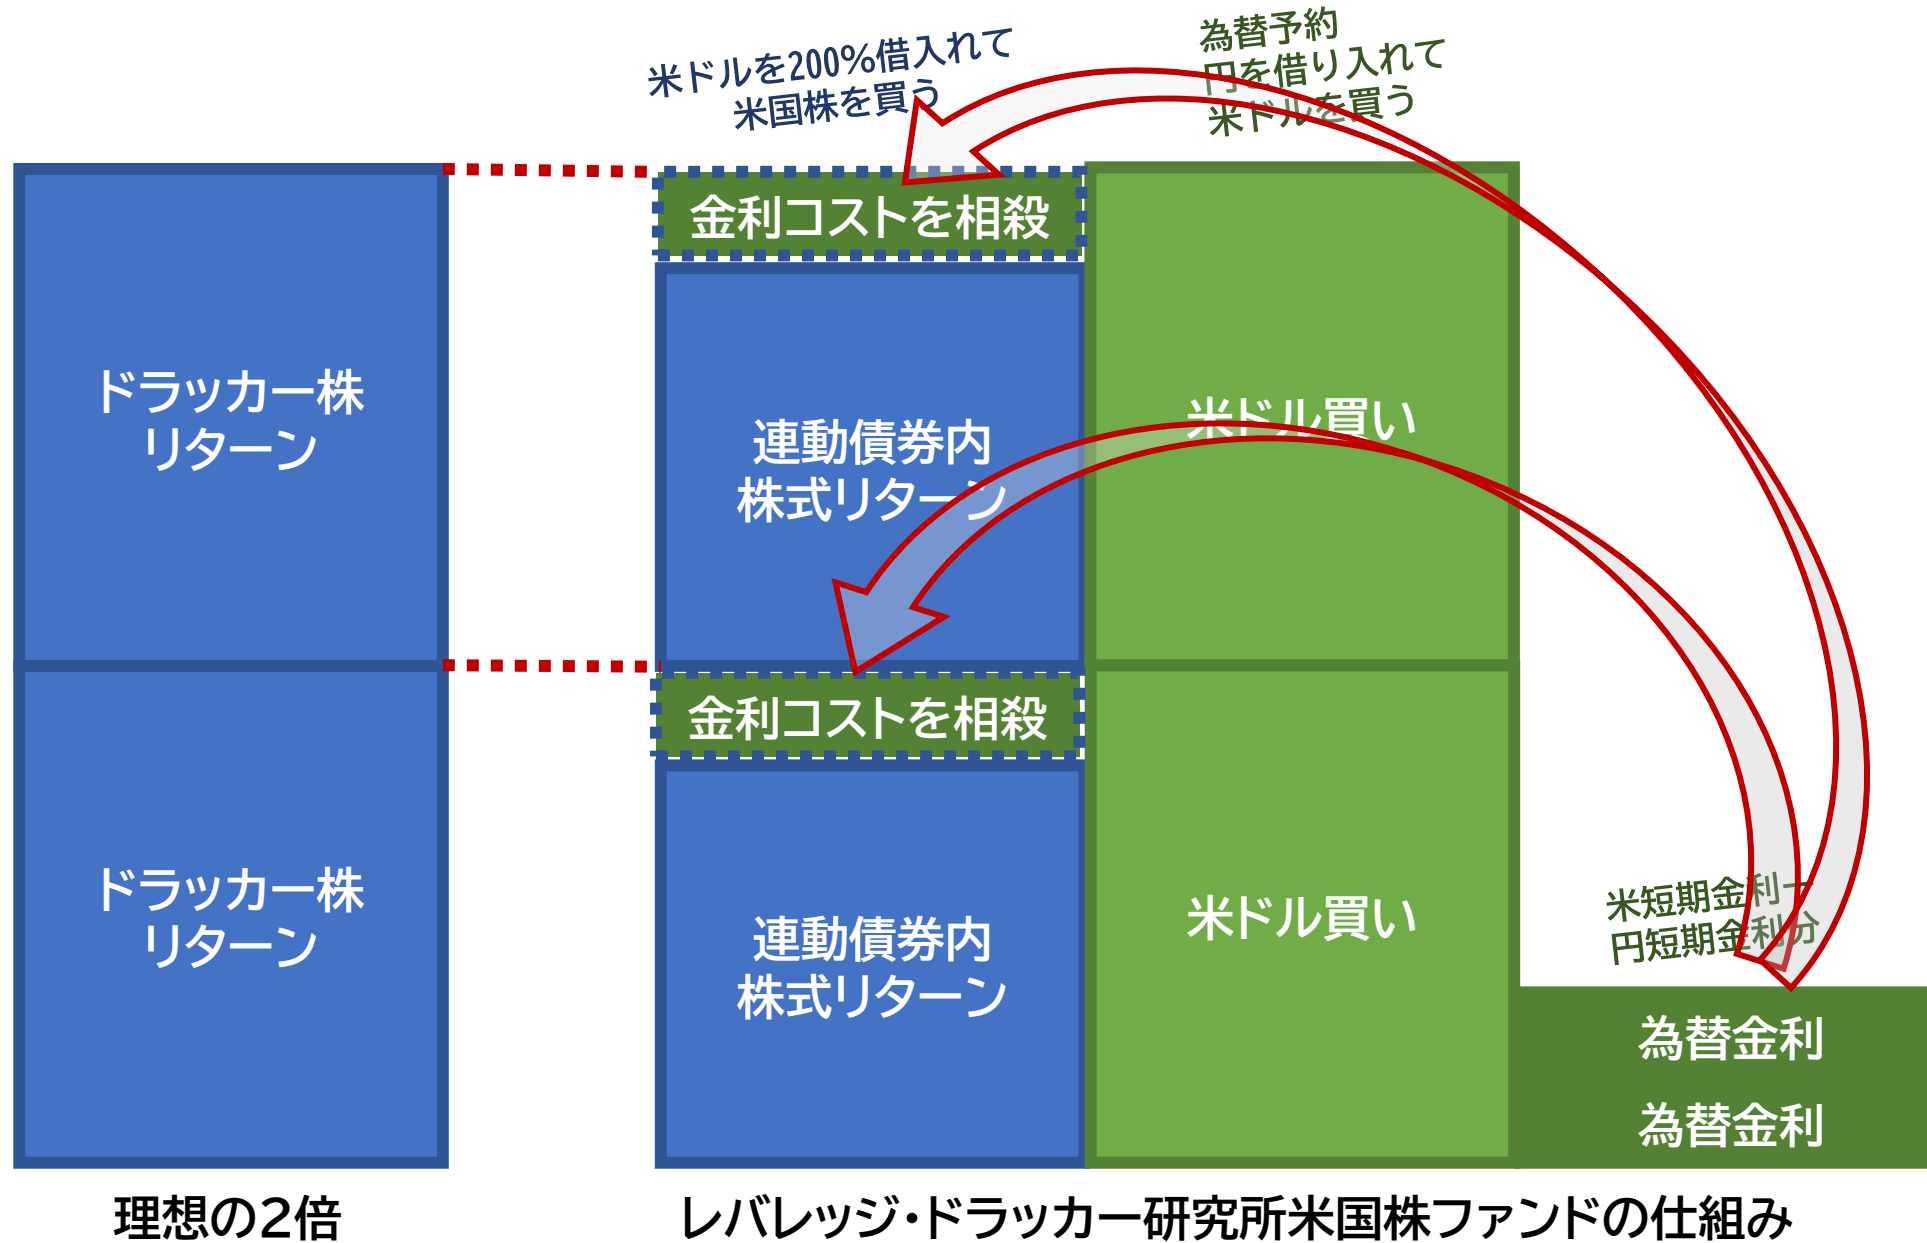 米ドルを200%借入れて
米国株を買う
為替予約
円を借り入れて
米ドルを買う
金利コストを相殺
ドラッカー株
リターン
連動債券内
株式リターン
米ドル買い
金利コストを相殺
ドラッカー株
リターン
連動債券内
株式リターン
米ドル買い
米短期金利ー
円短期金利分
為替金利
為替金利
理想の2倍
レバレッジ・ドラッカー研究所米国株ファンドの仕組み